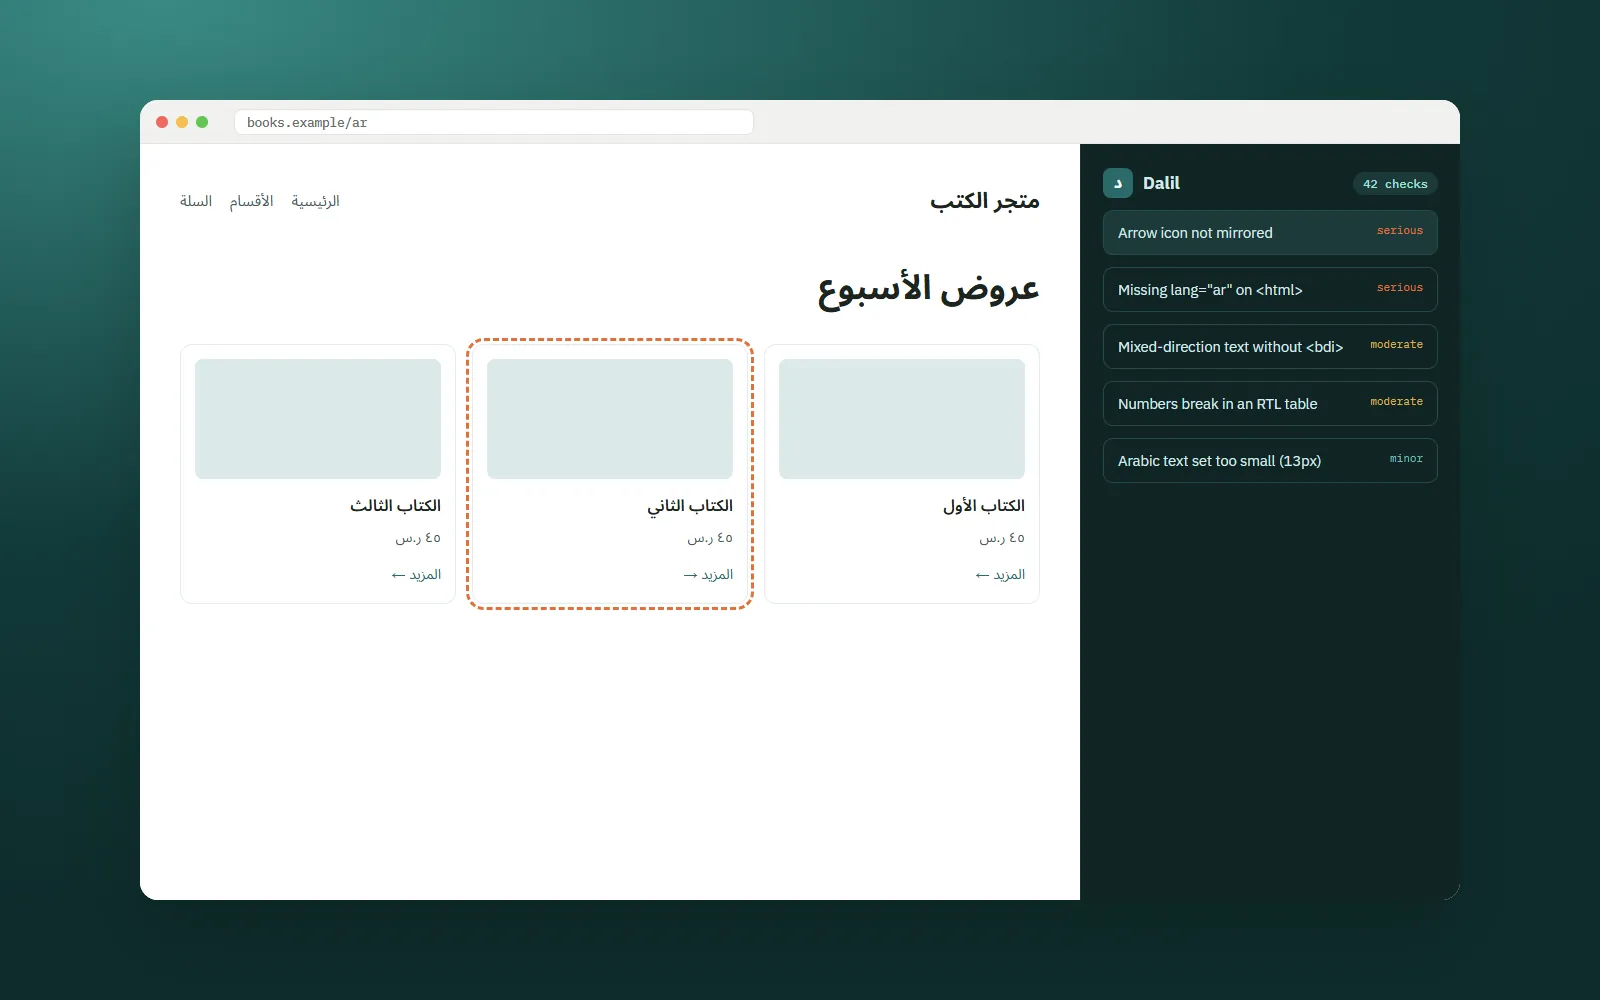 books.example/ar
متجر الكتب
الرئيسية الأقسام السلة
عروض الأسبوع
الكتاب الأول
٤٥ ر.س
المزيد ←
الكتاب الثاني
٤٥ ر.س
المزيد →
الكتاب الثالث
٤٥ ر.س
المزيد ←
د Dalil 42 checks
Arrow icon not mirrored serious
Missing lang="ar" on <html> serious
Mixed-direction text without <bdi> moderate
Numbers break in an RTL table moderate
Arabic text set too small (13px) minor